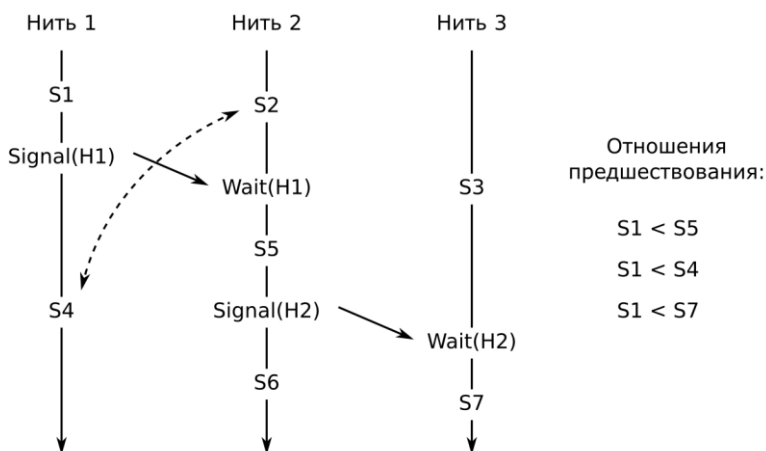 Нить 1
Нить 2
Нить 3
S1
S2
Signal(H1)
Wait(H1)
S3
S5
S4
Signal(H2)
Wait(H2)
S6
S7
Отношения
предшествования:
S1 < S5
S1 < S4
S1 < S7